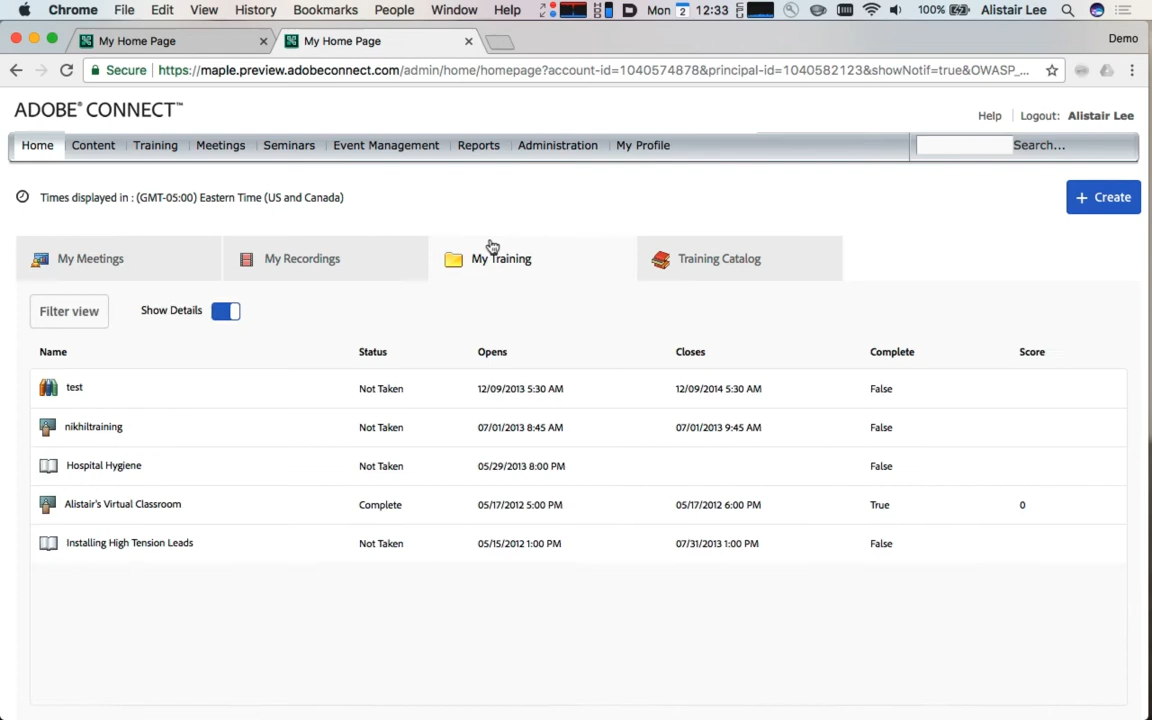 Chrome File Edit View History Bookmarks People Window Help Mon 2 12:33 100% Alistair Lee
My Home Page My Home Page Demo
Secure https://maple.preview.adobeconnect.com/admin/home/homepage?account-id=1040574878&principal-id=1040582123&showNotif=true&OWASP_...
ADOBE® CONNECT™
Help Logout: Alistair Lee
Home Content Training Meetings Seminars Event Management Reports Administration My Profile Search...
Times displayed in : (GMT-05:00) Eastern Time (US and Canada) + Create
My Meetings My Recordings My Training Training Catalog
Filter view Show Details
Name Status Opens Closes Complete Score
test Not Taken 12/09/2013 5:30 AM 12/09/2014 5:30 AM False
nikhiltraining Not Taken 07/01/2013 8:45 AM 07/01/2013 9:45 AM False
Hospital Hygiene Not Taken 05/29/2013 8:00 PM False
Alistair's Virtual Classroom Complete 05/17/2012 5:00 PM 05/17/2012 6:00 PM True 0
Installing High Tension Leads Not Taken 05/15/2012 1:00 PM 07/31/2013 1:00 PM False